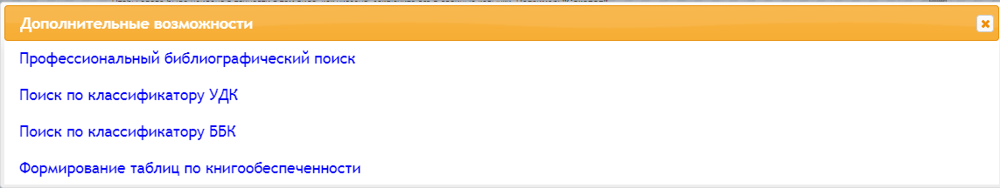 Дополнительные возможности
Профессиональный библиографический поиск
Поиск по классификатору УДК
Поиск по классификатору ББК
Формирование таблиц по книгообеспеченности